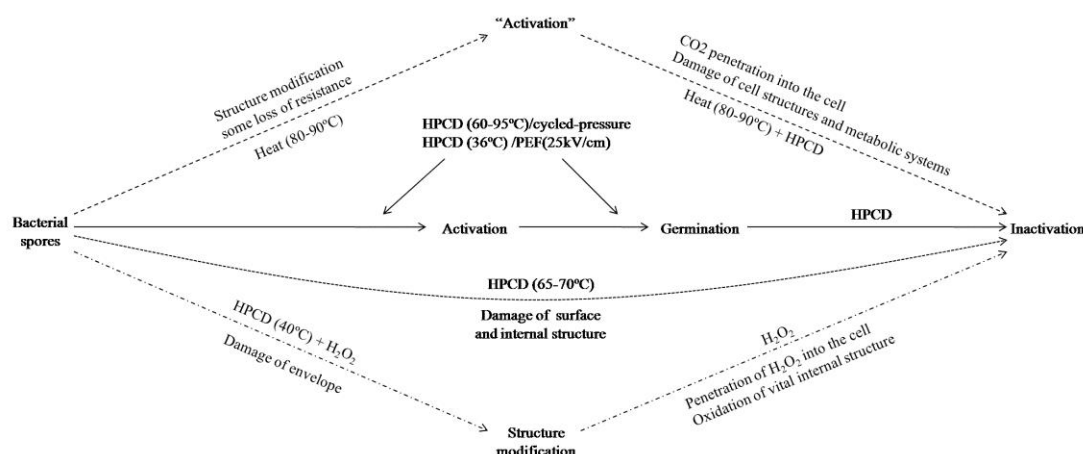 “Activation”
Structure modification
some loss of resistance
Heat (80-90ºC)
CO2 penetration into the cell
Damage of cell structures and metabolic systems
Heat (80-90ºC) + HPCD
HPCD (60-95ºC)/cycled-pressure
HPCD (36ºC) /PEF(25kV/cm)
Bacterial
spores
Activation
Germination
HPCD
Inactivation
HPCD (65-70ºC)
Damage of surface
and internal structure
HPCD (40ºC) + H₂O₂
Damage of envelope
H₂O₂
Penetration of H₂O₂ into the cell
Oxidation of vital internal structure
Structure
modification